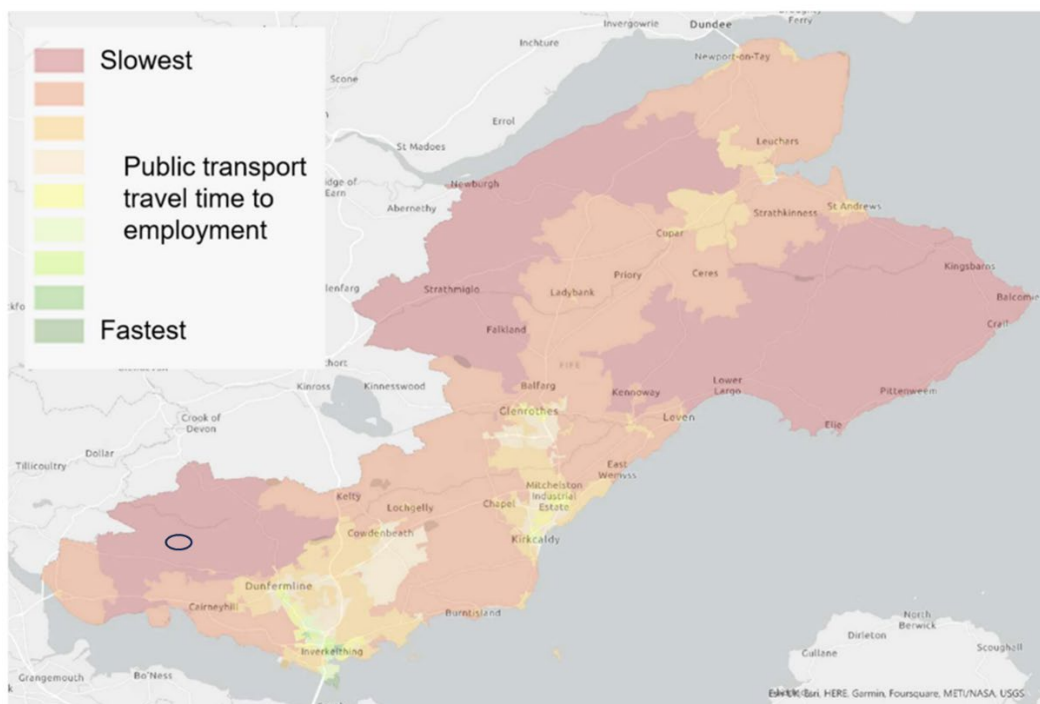 Slowest
Public transport
travel time to
employment
Fastest
Dundee
Ferry
Invergowrie
Inchture
Newport-on-Tay
Scone
Errol
St Madoes
Leuchars
Newburgh
Abernethy
Strathkinness
St Andrews
Cupar
Priory
Ceres
Kingsbarns
Balcomie
Strathmiglo
Ladybank
Crail
Falkland
FIFE
Kinross
Kinnesswood
Balfarg
Kennoway
Lower
Largo
Pittenweem
Glenrothes
Leven
Elie
Crook of
Devon
Dollar
Tillicoultry
East
Wemyss
Kelty
Lochgelly
Chapel
Mitchelston
Industrial
Estate
Cowdenbeath
Kirkcaldy
Dunfermline
Cairneyhill
Burntisland
Inverkeithing
North
Berwick
Dirleton
Gullane
Scoughall
Grangemouth
Bo'Ness
Esri, HERE, Garmin, Foursquare, METI/NASA, USGS